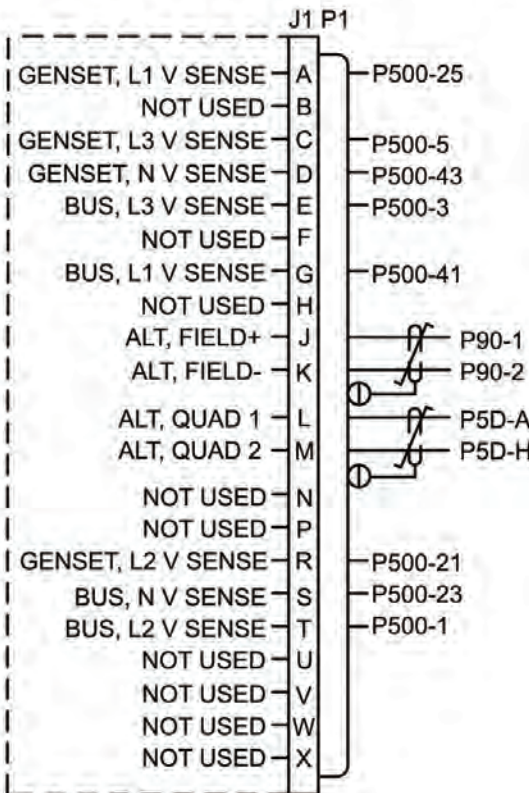 J1 P1
GENSET, L1 V SENSE A P500-25
NOT USED B
GENSET, L3 V SENSE C P500-5
GENSET, N V SENSE D P500-43
BUS, L3 V SENSE E P500-3
NOT USED F
BUS, L1 V SENSE G P500-41
NOT USED H
ALT, FIELD+ J P90-1
ALT, FIELD- K P90-2
ALT, QUAD 1 L P5D-A
ALT, QUAD 2 M P5D-H
NOT USED N
NOT USED P
GENSET, L2 V SENSE R P500-21
BUS, N V SENSE S P500-23
BUS, L2 V SENSE T P500-1
NOT USED U
NOT USED V
NOT USED W
NOT USED X